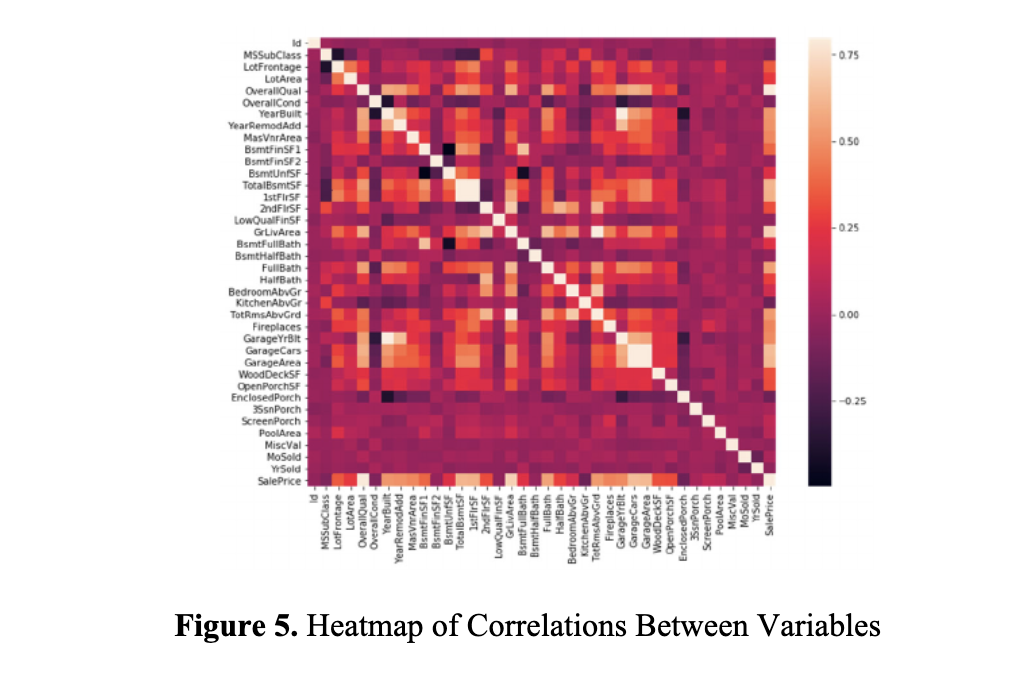 Id
MSSubClass
LotFrontage
LotArea
OverallQual
OverallCond
YearBuilt
YearRemodAdd
MasVnrArea
BsmtFinSF1
BsmtFinSF2
BsmtUnfSF
TotalBsmtSF
1stFlrSF
2ndFlrSF
LowQualFinSF
GrLivArea
BsmtFullBath
BsmtHalfBath
FullBath
HalfBath
BedroomAbvGr
KitchenAbvGr
TotRmsAbvGrd
Fireplaces
GarageYrBlt
GarageCars
GarageArea
WoodDeckSF
OpenPorchSF
EnclosedPorch
3SsnPorch
ScreenPorch
PoolArea
MiscVal
MoSold
YrSold
SalePrice
Id
MSSubClass
LotFrontage
LotArea
OverallQual
OverallCond
YearBuilt
YearRemodAdd
MasVnrArea
BsmtFinSF1
BsmtFinSF2
BsmtUnfSF
TotalBsmtSF
1stFlrSF
2ndFlrSF
LowQualFinSF
GrLivArea
BsmtFullBath
BsmtHalfBath
FullBath
HalfBath
BedroomAbvGr
KitchenAbvGr
TotRmsAbvGrd
Fireplaces
GarageYrBlt
GarageCars
GarageArea
WoodDeckSF
OpenPorchSF
EnclosedPorch
3SsnPorch
ScreenPorch
PoolArea
MiscVal
MoSold
YrSold
SalePrice
0.75
0.50
0.25
0.00
−0.25
Figure 5. Heatmap of Correlations Between Variables